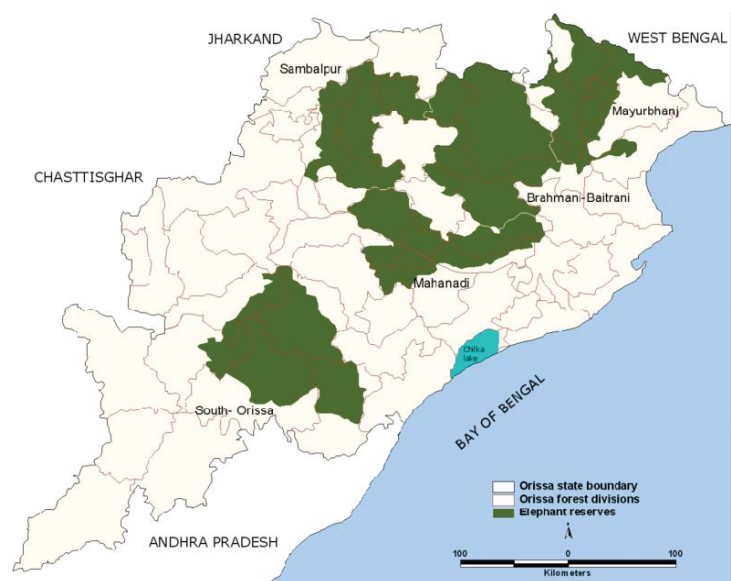 JHARKAND
WEST BENGAL
Sambalpur
Mayurbhanj
CHASTTISGHAR
Brahmani-Baitrani
Mahanadi
Chilka
lake
South- Orissa
BAY OF BENGAL
Orissa state boundary
Orissa forest divisions
Elephant reserves
ANDHRA PRADESH
100 0 100
Kilometers